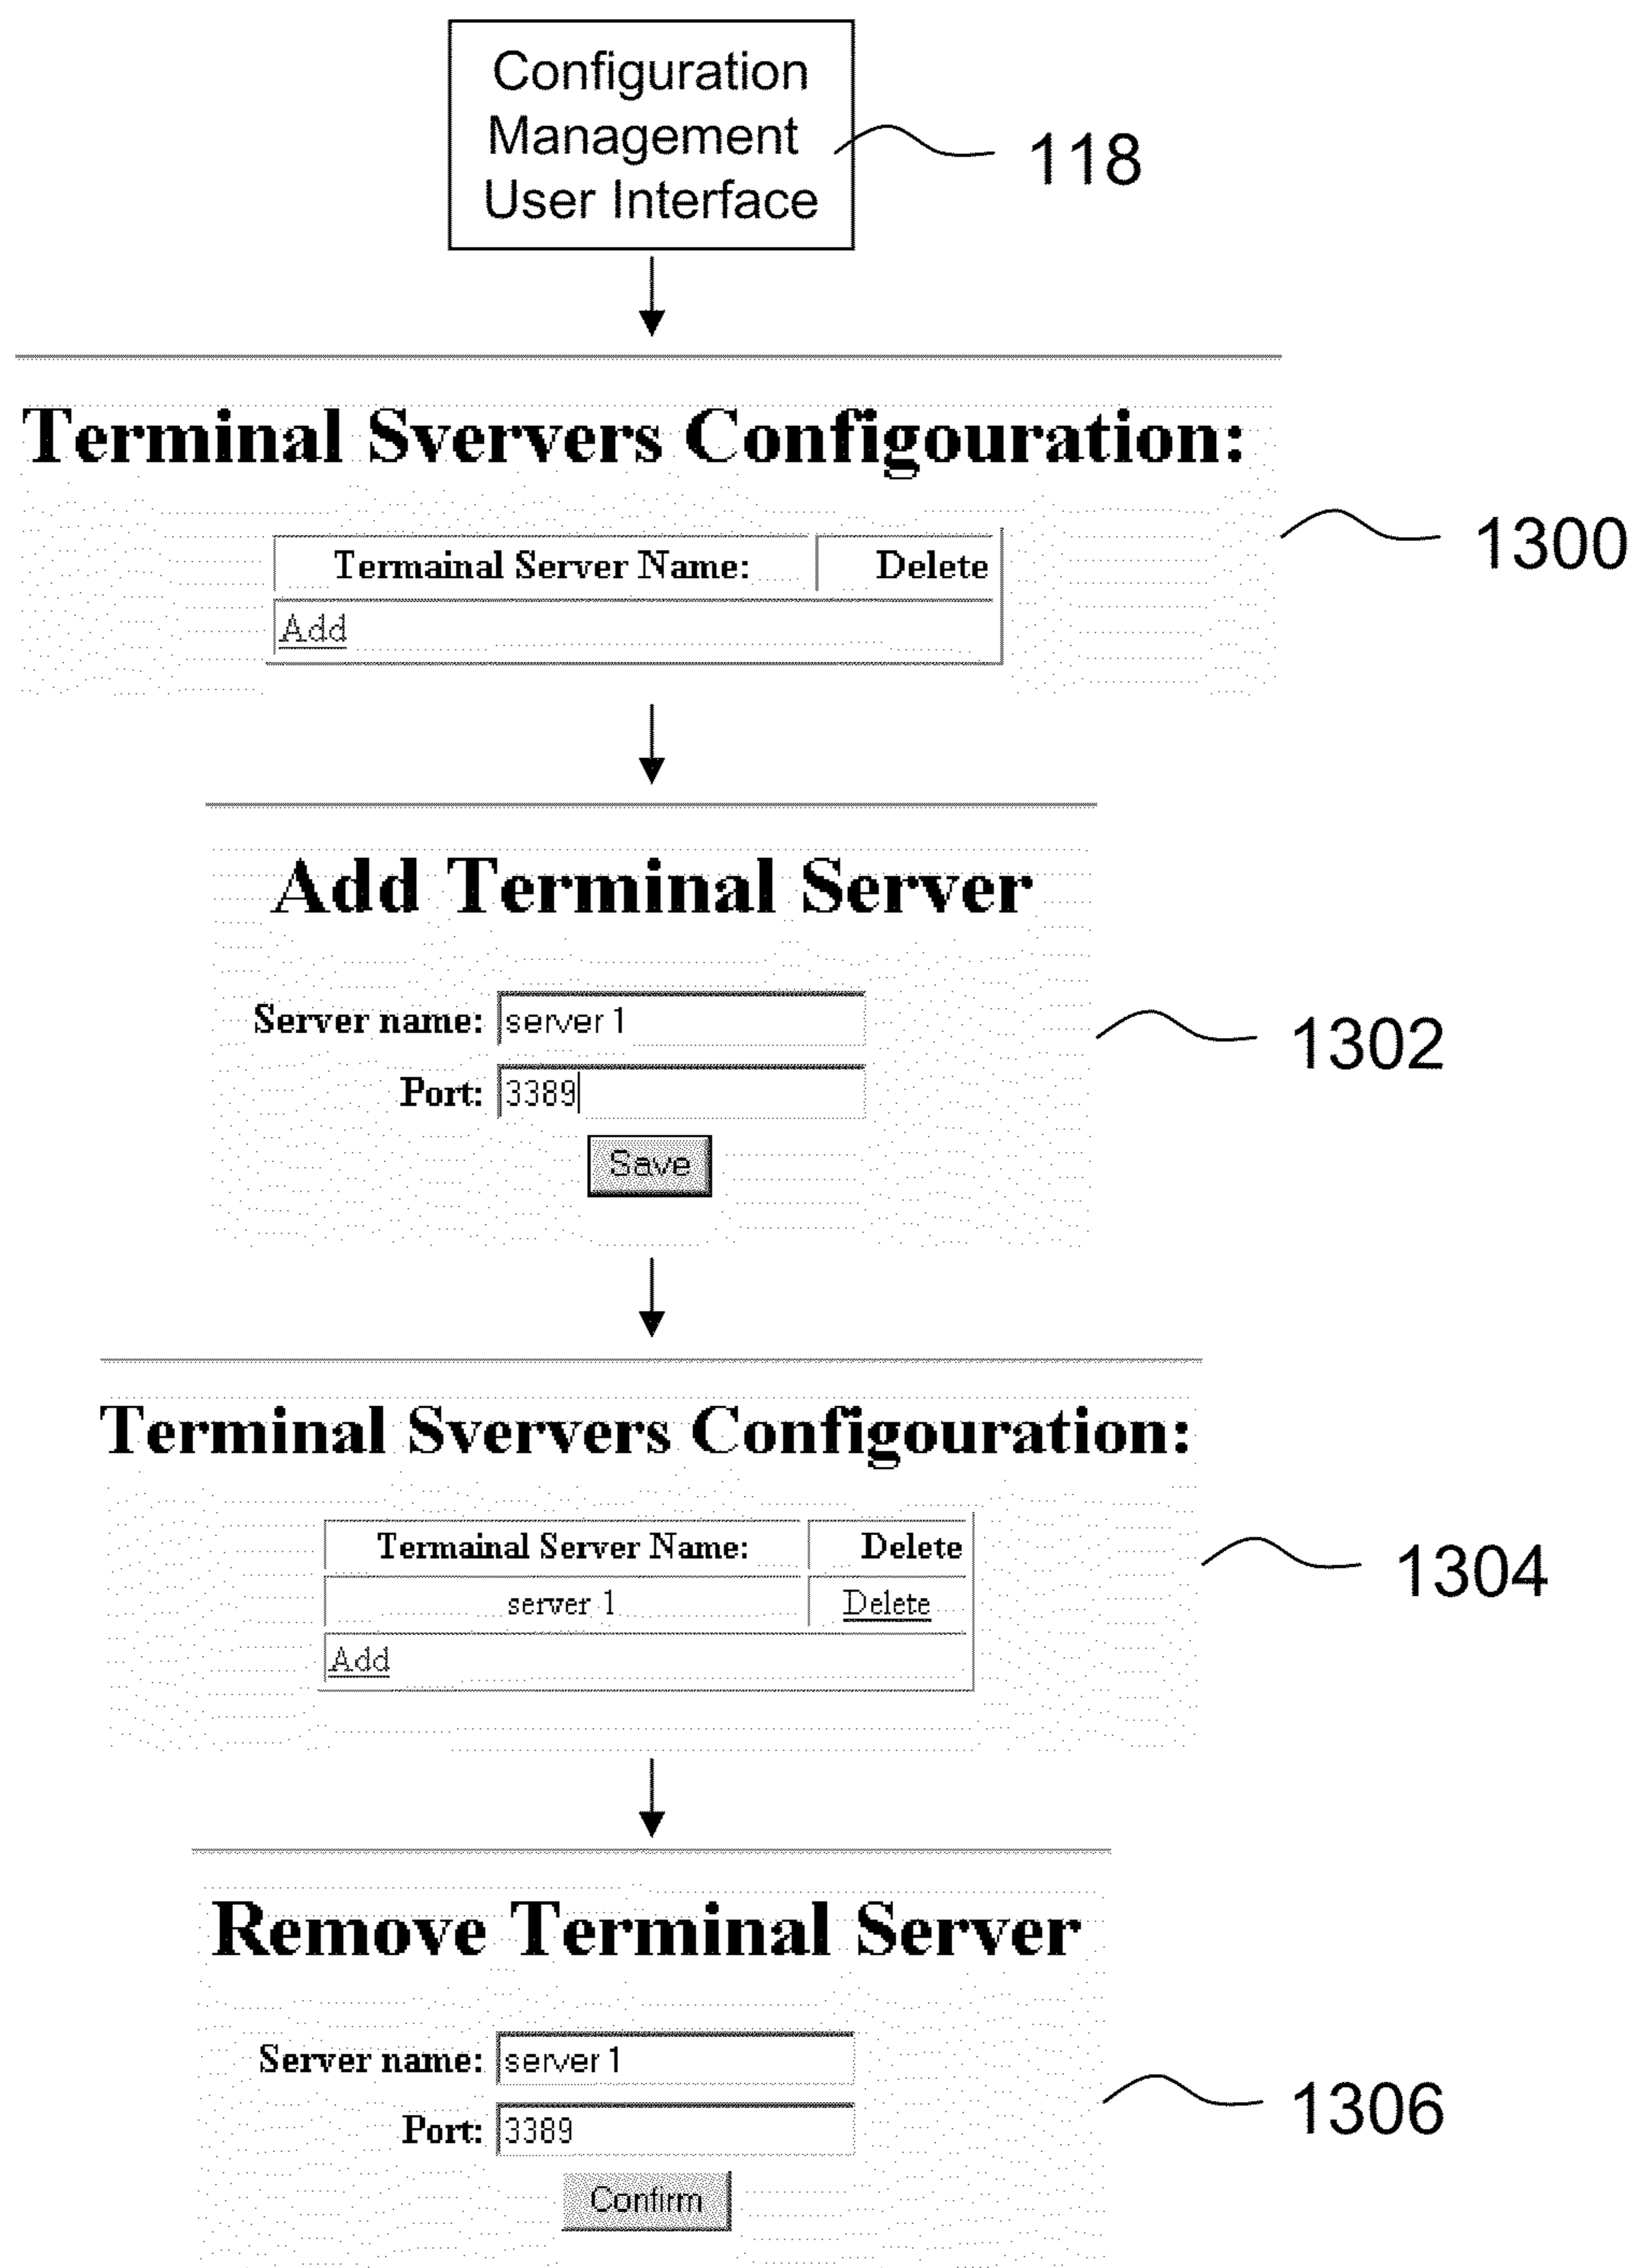 Configuration
Management
User Interface
118
Terminal Sververs Configouration:
1300
Termainal Server Name: Delete
Add
Add Terminal Server
Server name: server 1
1302
Port: 3389
Save
Terminal Sververs Configouration:
Termainal Server Name: Delete
1304
server 1 Delete
Add
Remove Terminal Server
Server name: server 1
1306
Port: 3389
Confirm